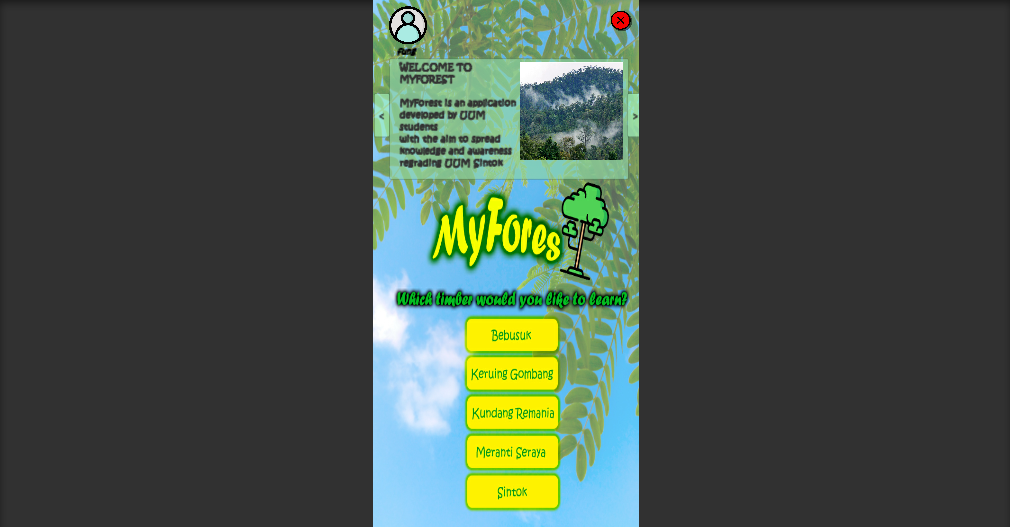 Fung
WELCOME TO
MYFOREST
MyForest is an application
developed by UUM
students
with the aim to spread
knowledge and awareness
regrading UUM Sintok
<
>
MyFores
Which timber would you like to learn?
Bebusuk
Keruing Gombang
Kundang Remania
Meranti Seraya
Sintok